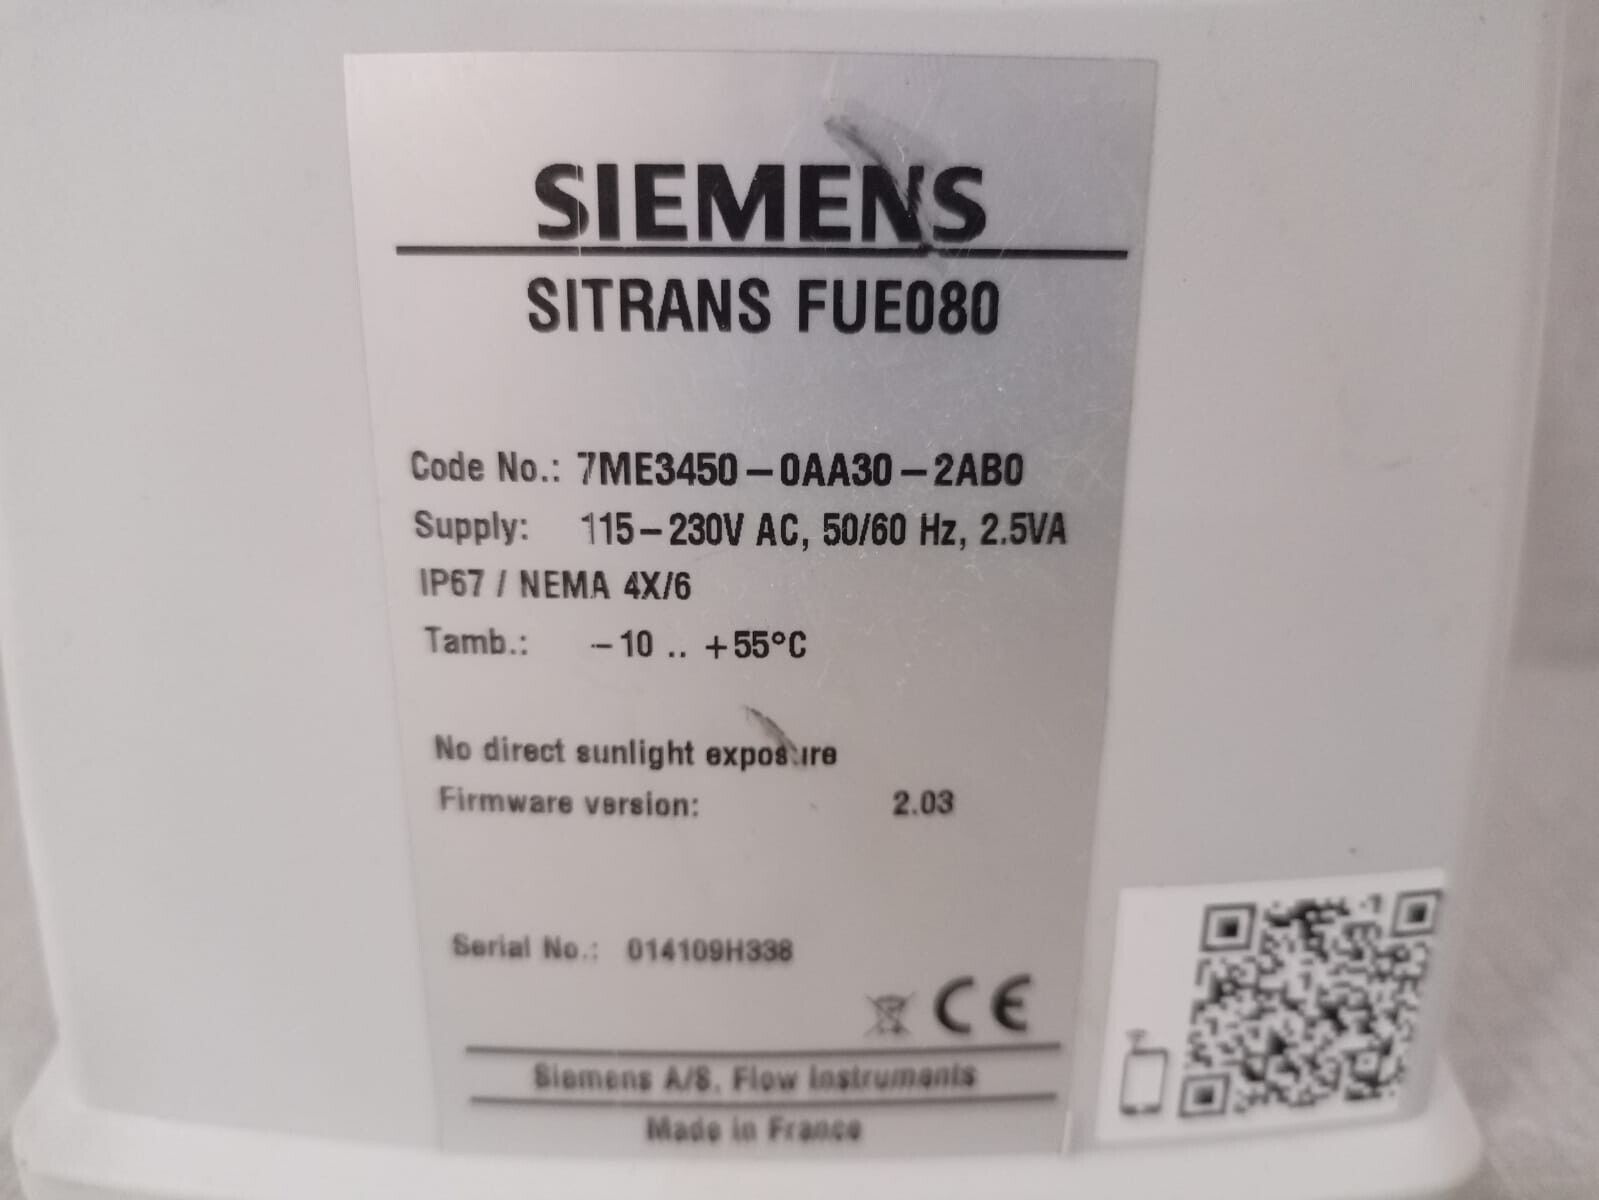 SIEMENS
SITRANS FUE080
Code No.: 7ME3450-0AA30-2AB0
Supply: 115-230V AC, 50/60 Hz, 2.5VA
IP67 / NEMA 4X/6
Tamb.: -10 .. +55°C
No direct sunlight exposure
Firmware version: 2.03
Serial No.: 014109H338
CE
Siemens A/S. Flow Instruments
Made in France